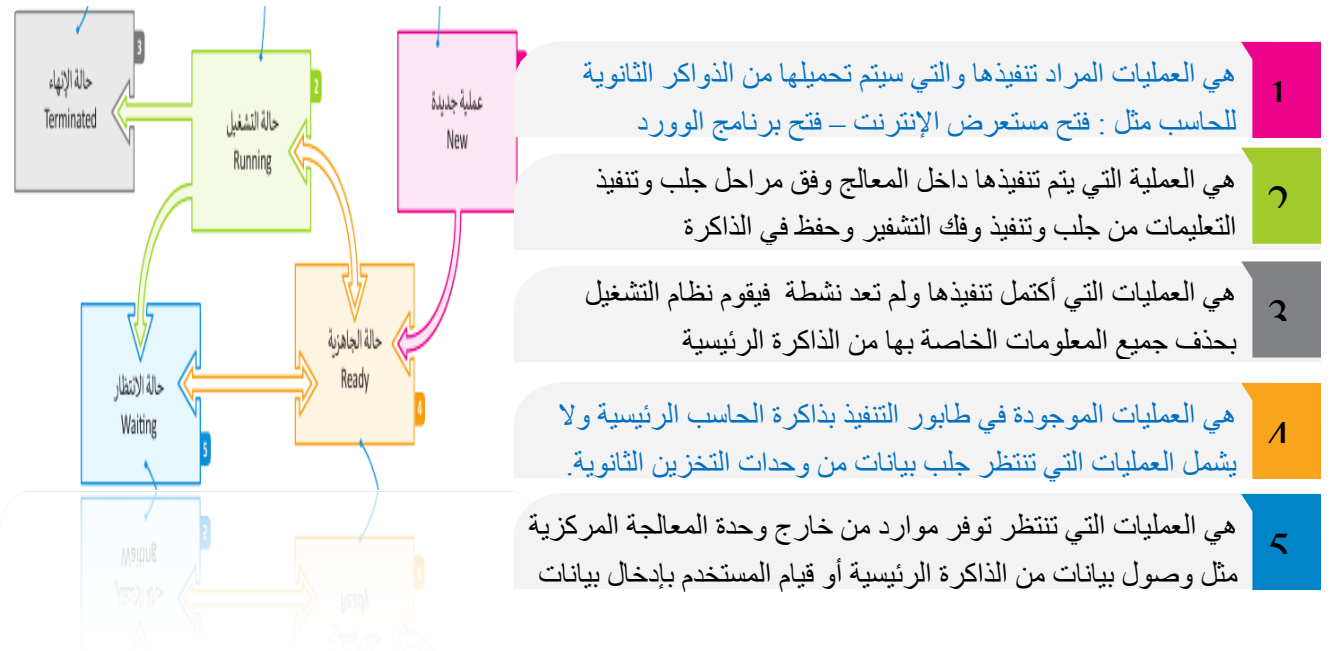 3
حالة الإنهاء
Terminated
2
حالة التشغيل
Running
عملية جديدة
New
حالة الجاهزية
Ready
4
حالة الانتظار
Waiting
5
1
هي العمليات المراد تنفيذها والتي سيتم تحميلها من الذواكر الثانوية
للحاسب مثل : فتح مستعرض الإنترنت – فتح برنامج الوورد
2
هي العملية التي يتم تنفيذها داخل المعالج وفق مراحل جلب وتنفيذ
التعليمات من جلب وتنفيذ وفك التشفير وحفظ في الذاكرة
3
هي العمليات التي أكتمل تنفيذها ولم تعد نشطة فيقوم نظام التشغيل
بحذف جميع المعلومات الخاصة بها من الذاكرة الرئيسية
4
هي العمليات الموجودة في طابور التنفيذ بذاكرة الحاسب الرئيسية ولا
يشمل العمليات التي تنتظر جلب بيانات من وحدات التخزين الثانوية.
5
هي العمليات التي تنتظر توفر موارد من خارج وحدة المعالجة المركزية
مثل وصول بيانات من الذاكرة الرئيسية أو قيام المستخدم بإدخال بيانات